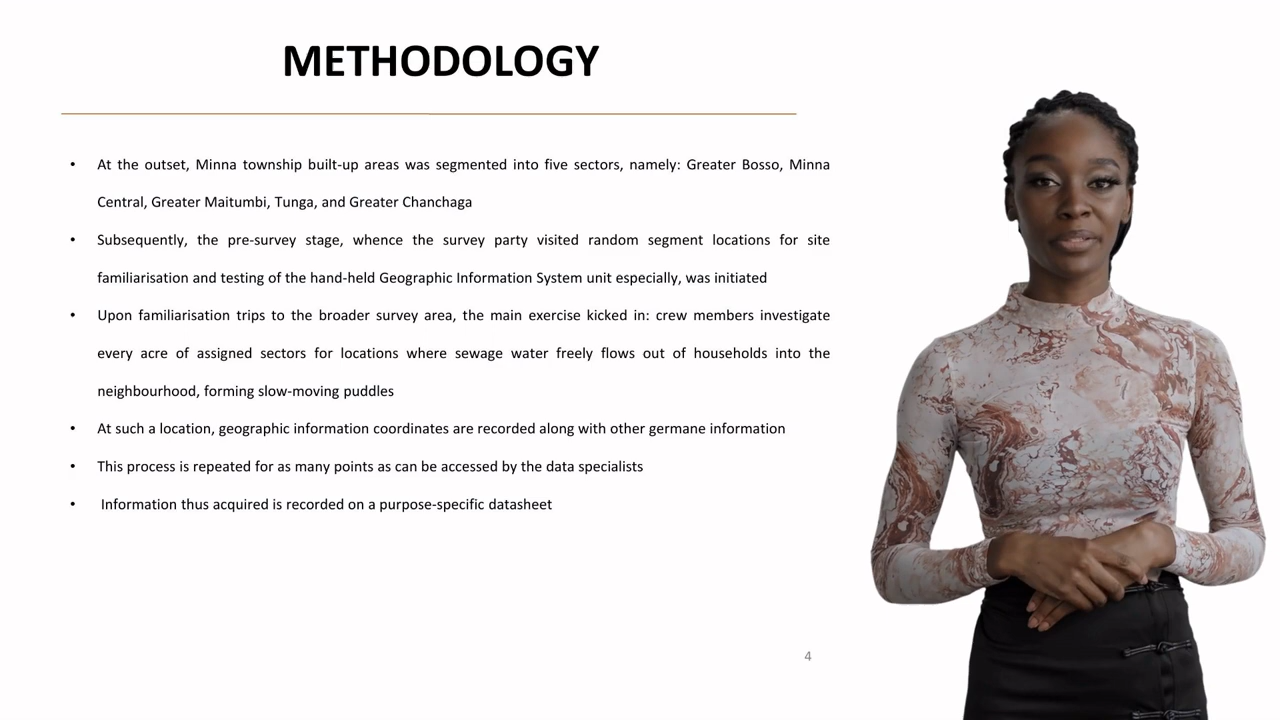 METHODOLOGY
• At the outset, Minna township built-up areas was segmented into five sectors, namely: Greater Bosso, Minna
Central, Greater Maitumbi, Tunga, and Greater Chanchaga
• Subsequently, the pre-survey stage, whence the survey party visited random segment locations for site
familiarisation and testing of the hand-held Geographic Information System unit especially, was initiated
• Upon familiarisation trips to the broader survey area, the main exercise kicked in: crew members investigate
every acre of assigned sectors for locations where sewage water freely flows out of households into the
neighbourhood, forming slow-moving puddles
• At such a location, geographic information coordinates are recorded along with other germane information
• This process is repeated for as many points as can be accessed by the data specialists
• Information thus acquired is recorded on a purpose-specific datasheet
4